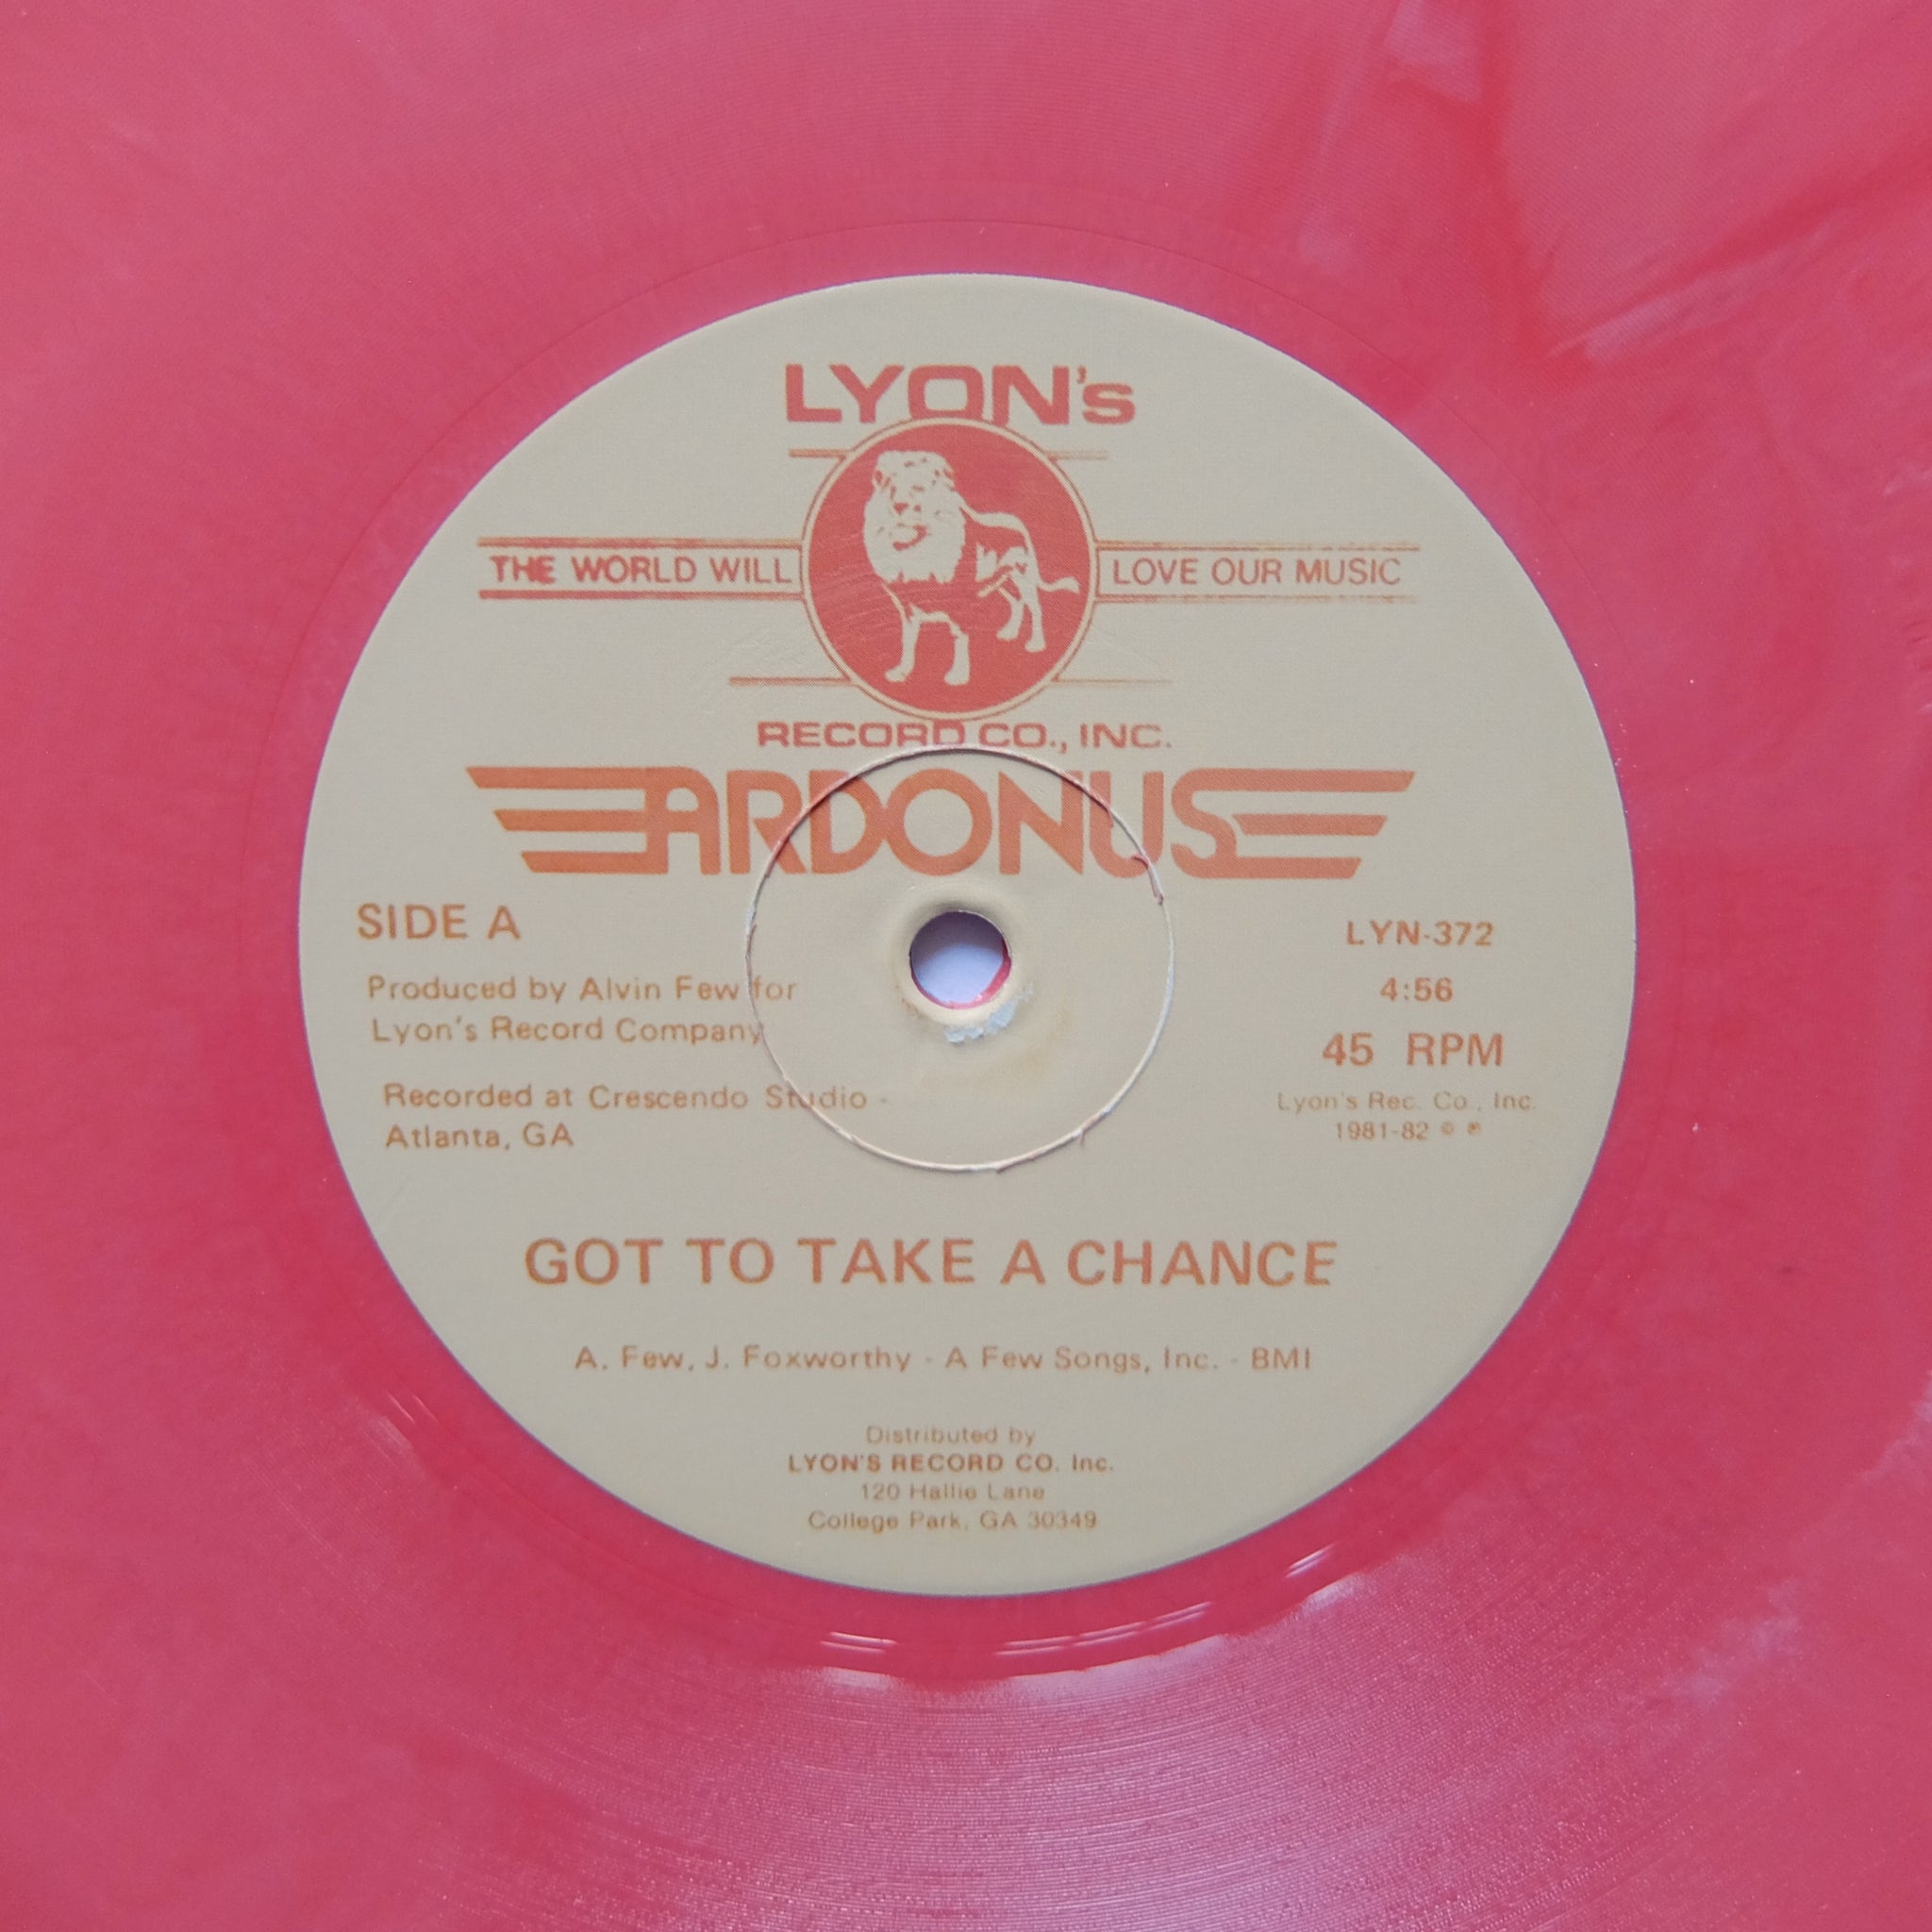 LYON's
THE WORLD WILL LOVE OUR MUSIC
RECORD CO., INC.
ARDONUS
SIDE A
Produced by Alvin Few for
Lyon's Record Company
Recorded at Crescendo Studio -
Atlanta, GA
LYN-372
4:56
45 RPM
Lyon's Rec. Co., Inc.
1981-82 © ℗
GOT TO TAKE A CHANCE
A. Few, J. Foxworthy - A Few Songs, Inc. - BMI
Distributed by
LYON'S RECORD CO. Inc.
120 Hallie Lane
College Park, GA 30349